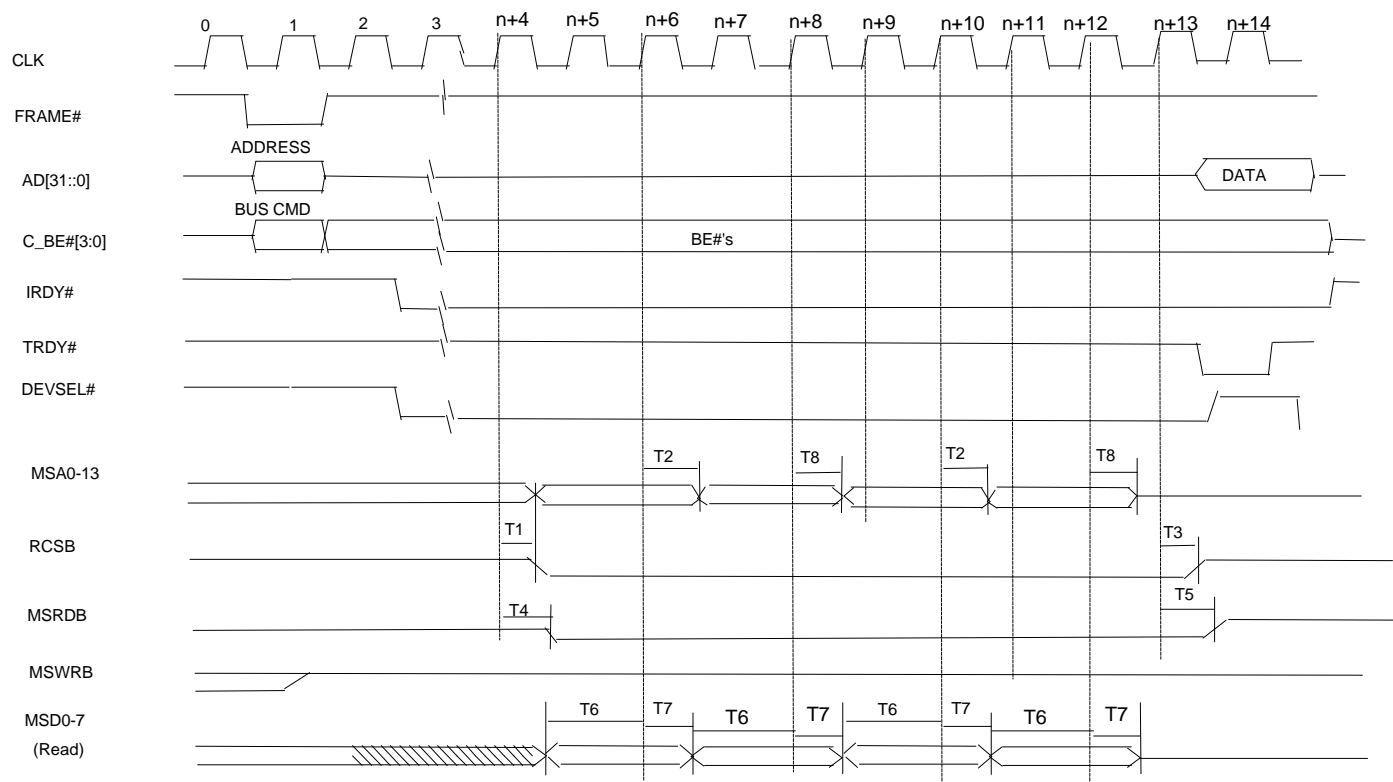 0 1 2 3 n+4 n+5 n+6 n+7 n+8 n+9 n+10 n+11 n+12 n+13 n+14
CLK
FRAME#
ADDRESS
AD[31::0] DATA
BUS CMD
C_BE#[3:0] BE#'s
IRDY#
TRDY#
DEVSEL#
T2 T8 T2 T8
MSA0-13
T1 T3
RCSB
T4 T5
MSRDB
MSWRB
T6 T7 T6 T7 T6 T7 T6 T7
MSD0-7
(Read)